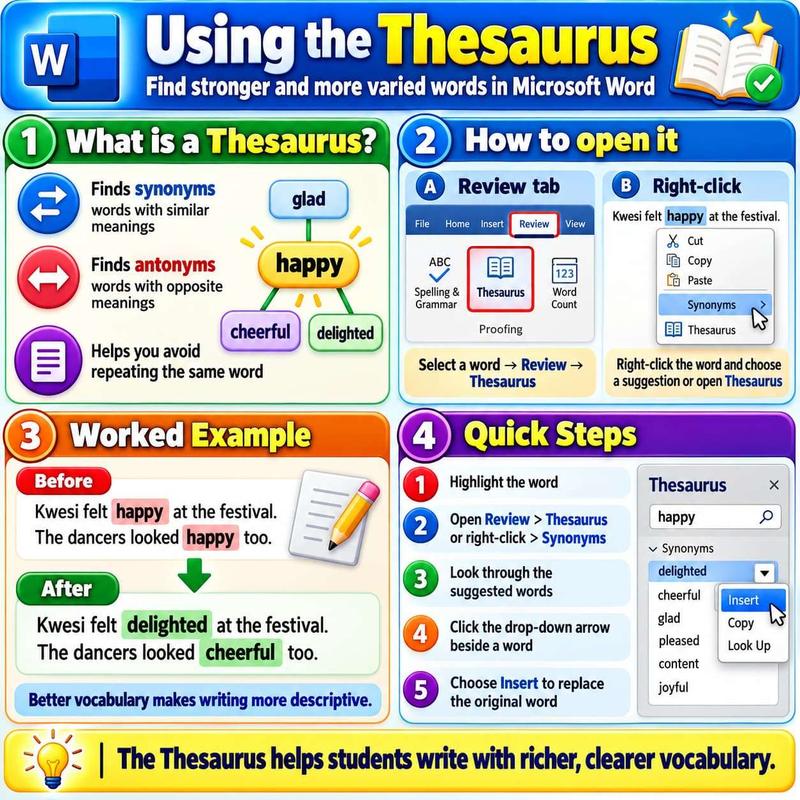 W
Using the Thesaurus
Find stronger and more varied words in Microsoft Word
1 What is a Thesaurus?
Finds synonyms
words with similar
meanings
Finds antonyms
words with opposite
meanings
Helps you avoid
repeating the same word
glad
happy
cheerful
delighted
2 How to open it
A Review tab
File Home Insert Review View
ABC
Spelling &
Grammar
Thesaurus
123
Word
Count
Proofing
Select a word → Review →
Thesaurus
B Right-click
Kwesi felt happy at the festival.
Cut
Copy
Paste
Synonyms >
Thesaurus
Right-click the word and choose
a suggestion or open Thesaurus
3 Worked Example
Before
Kwesi felt happy at the festival.
The dancers looked happy too.
After
Kwesi felt delighted at the festival.
The dancers looked cheerful too.
Better vocabulary makes writing more descriptive.
4 Quick Steps
1 Highlight the word
2 Open Review > Thesaurus
or right-click > Synonyms
3 Look through the
suggested words
4 Click the drop-down arrow
beside a word
5 Choose Insert to replace
the original word
Thesaurus ×
happy
Synonyms
delighted
cheerful
glad
pleased
content
joyful
Insert
Copy
Look Up
The Thesaurus helps students write with richer, clearer vocabulary.